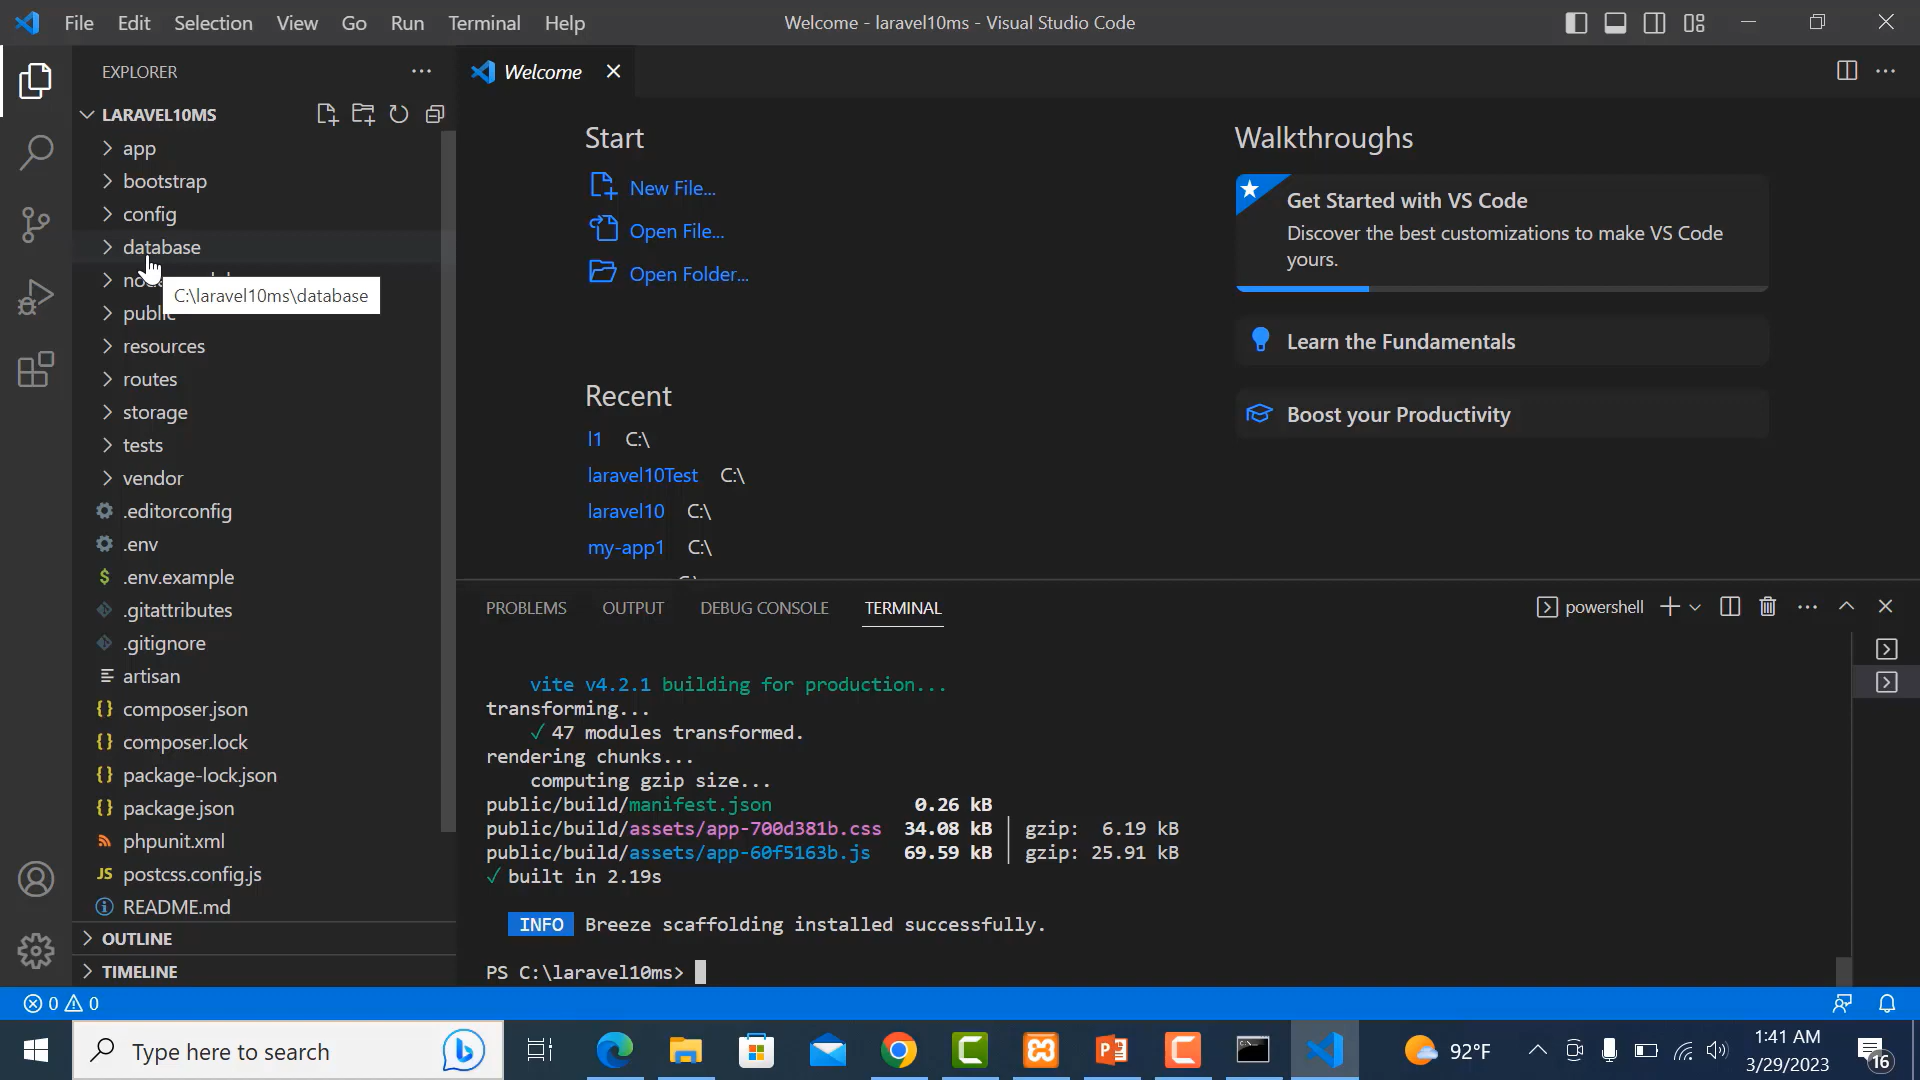 File Edit Selection View Go Run Terminal Help
Welcome - laravel10ms - Visual Studio Code
EXPLORER
LARAVEL10MS
app
bootstrap
config
database
C:\laravel10ms\database
public
resources
routes
storage
tests
vendor
.editorconfig
.env
.env.example
.gitattributes
.gitignore
artisan
composer.json
composer.lock
package-lock.json
package.json
phpunit.xml
postcss.config.js
README.md
OUTLINE
TIMELINE
Welcome
Start
New File...
Open File...
Open Folder...
Recent
l1 C:\
laravel10Test C:\
laravel10 C:\
my-app1 C:\
Walkthroughs
Get Started with VS Code
Discover the best customizations to make VS Code
yours.
Learn the Fundamentals
Boost your Productivity
PROBLEMS OUTPUT DEBUG CONSOLE TERMINAL
powershell
vite v4.2.1 building for production...
transforming...
✓ 47 modules transformed.
rendering chunks...
computing gzip size...
public/build/manifest.json 0.26 kB
public/build/assets/app-700d381b.css 34.08 kB │ gzip: 6.19 kB
public/build/assets/app-60f5163b.js 69.59 kB │ gzip: 25.91 kB
✓ built in 2.19s
INFO Breeze scaffolding installed successfully.
PS C:\laravel10ms>
0 0
Type here to search
92°F
1:41 AM
3/29/2023
16